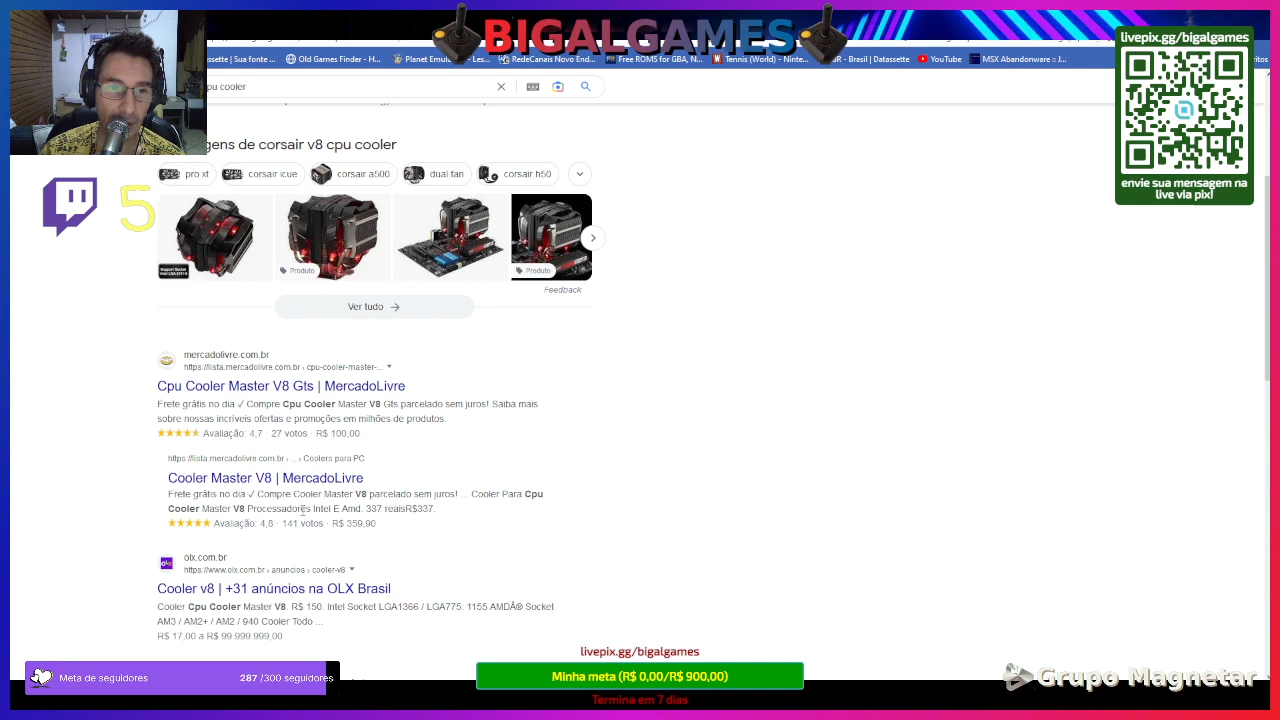 BIGALGAMES
livepix.gg/bigalgames
envie sua mensagem na
live via pix!
assette | Sua fonte ...
Old Games Finder - H...
Planet Emul... - Les...
RedeCanais Novo End...
Free ROMS for GBA, N...
Tennis (World) - Ninte...
- Brasil | Datassette
YouTube
MSX Abandonware :: J...
pu cooler
gens de corsair v8 cpu cooler
pro xt
corsair icue
corsair a500
dual fan
corsair h50
5
Produto
Produto
Feedback
Ver tudo
mercadolivre.com.br
https://lista.mercadolivre.com.br › cpu-cooler-master-...
Cpu Cooler Master V8 Gts | MercadoLivre
Frete grátis no dia ✓ Compre Cpu Cooler Master V8 Gts parcelado sem juros! Saiba mais
sobre nossas incríveis ofertas e promoções em milhões de produtos.
Avaliação: 4,7 · 27 votos · R$ 100,00
https://lista.mercadolivre.com.br › ... › Coolers para PC
Cooler Master V8 | MercadoLivre
Frete grátis no dia ✓ Compre Cooler Master V8 parcelado sem juros! ... Cooler Para Cpu
Cooler Master V8 Processadores Intel E Amd. 337 reaisR$337.
Avaliação: 4,8 · 141 votos · R$ 359,90
olx.com.br
https://www.olx.com.br › anuncios › cooler-v8
Cooler v8 | +31 anúncios na OLX Brasil
Cooler Cpu Cooler Master V8. R$ 150. Intel Socket LGA1366 / LGA775, 1155 AMDÂ® Socket
AM3 / AM2+ / AM2 / 940 Cooler Todo ...
R$ 17,00 a R$ 99.999.999,00
livepix.gg/bigalgames
Meta de seguidores
287 /300 seguidores
Minha meta (R$ 0,00/R$ 900,00)
Grupo Magnetar
Termina em 7 dias